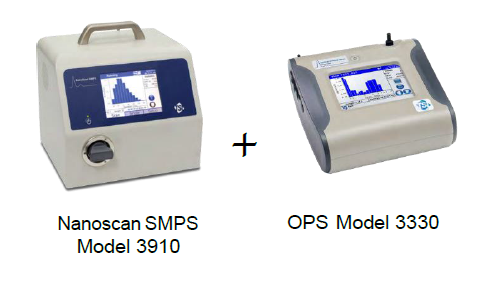 Nanoscan SMPS
Model 3910
+
OPS Model 3330